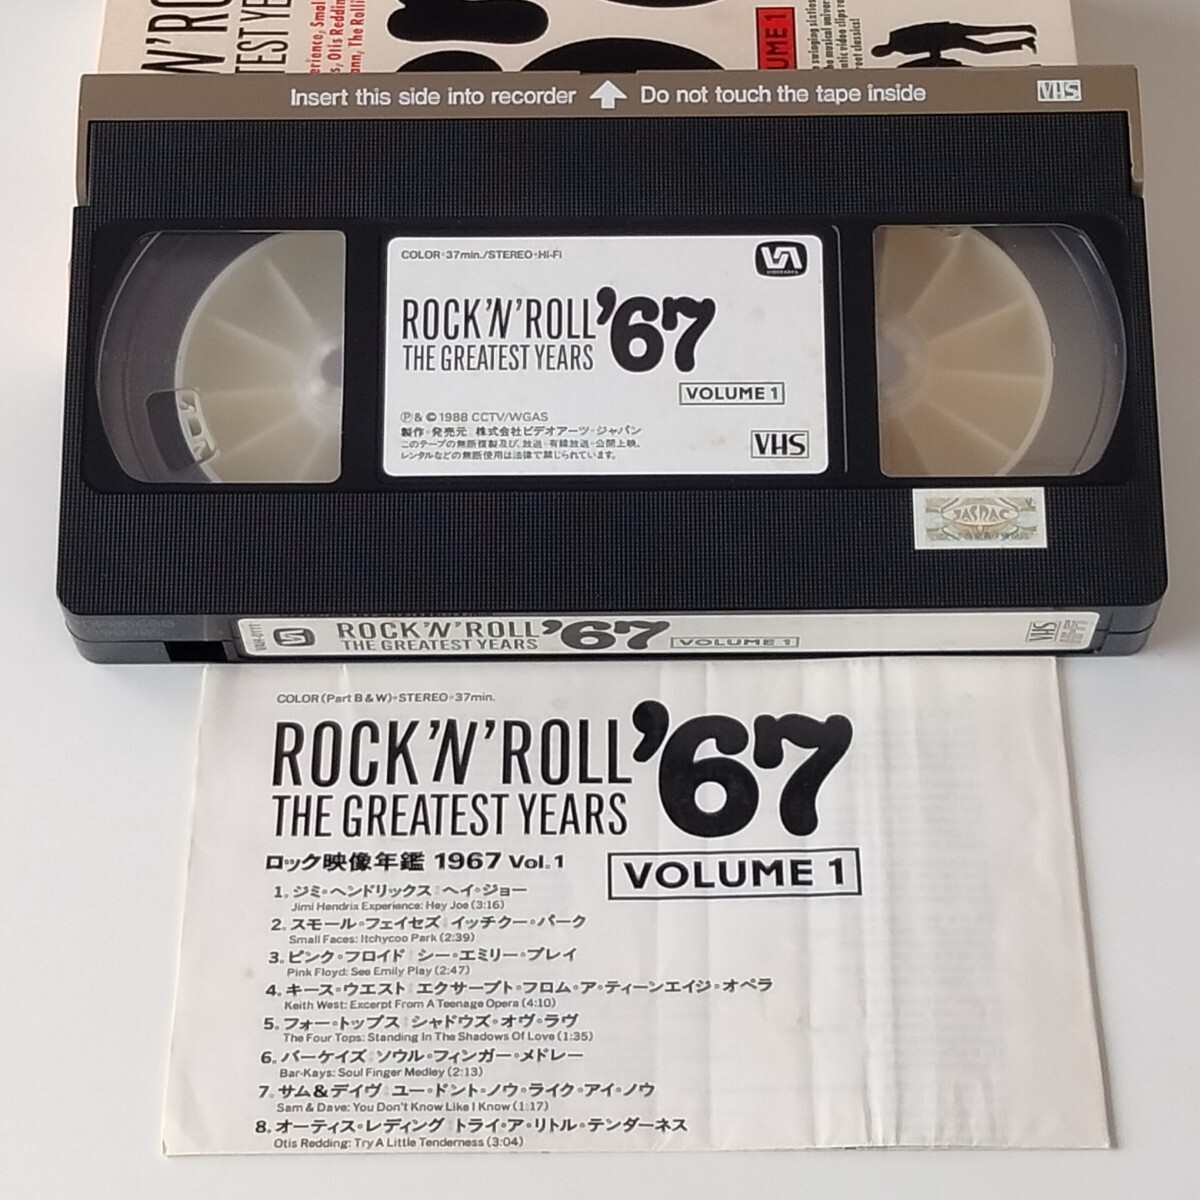 'N'RO
TEST YE
erience, Smal
s, Otis Reddin
ann, The Rolli
VOLUME 1
Insert this side into recorder Do not touch the tape inside
VHS
COLOR・37min./STEREO・Hi-Fi
ROCK'N'ROLL '67
THE GREATEST YEARS
VOLUME 1
Ⓟ&©1988 CCTV/WGAS
製作・発売元 株式会社ビデオアーツ・ジャパン
このテープの無断複製及び、放送・有線放送・公開上映、
レンタルなどの無断使用は法律で禁じられています。
VHS
JASRAC
ROCK'N'ROLL '67
THE GREATEST YEARS
VOLUME 1
VHS
COLOR (Part B & W)・STEREO・37min.
ROCK'N'ROLL '67
THE GREATEST YEARS
ロック映像年鑑 1967 Vol.1
VOLUME 1
1. ジミ・ヘンドリックス ヘイ・ジョー
Jimi Hendrix Experience: Hey Joe (3:16)
2. スモール・フェイセズ イッチクー・パーク
Small Faces: Itchycoo Park (2:39)
3. ピンク・フロイド シー・エミリー・プレイ
Pink Floyd: See Emily Play (2:47)
4. キース・ウエスト エクサープト・フロム・ア・ティーンエイジ・オペラ
Keith West: Excerpt From A Teenage Opera (4:10)
5. フォー・トップス シャドウズ・オヴ・ラヴ
The Four Tops: Standing In The Shadows Of Love (1:35)
6. バーケイズ ソウル・フィンガー・メドレー
Bar-Kays: Soul Finger Medley (2:13)
7. サム&デイヴ ユー・ドント・ノウ・ライク・アイ・ノウ
Sam & Dave: You Don't Know Like I Know (1:17)
8. オーティス・レディング トライ・ア・リトル・テンダーネス
Otis Redding: Try A Little Tenderness (3:04)